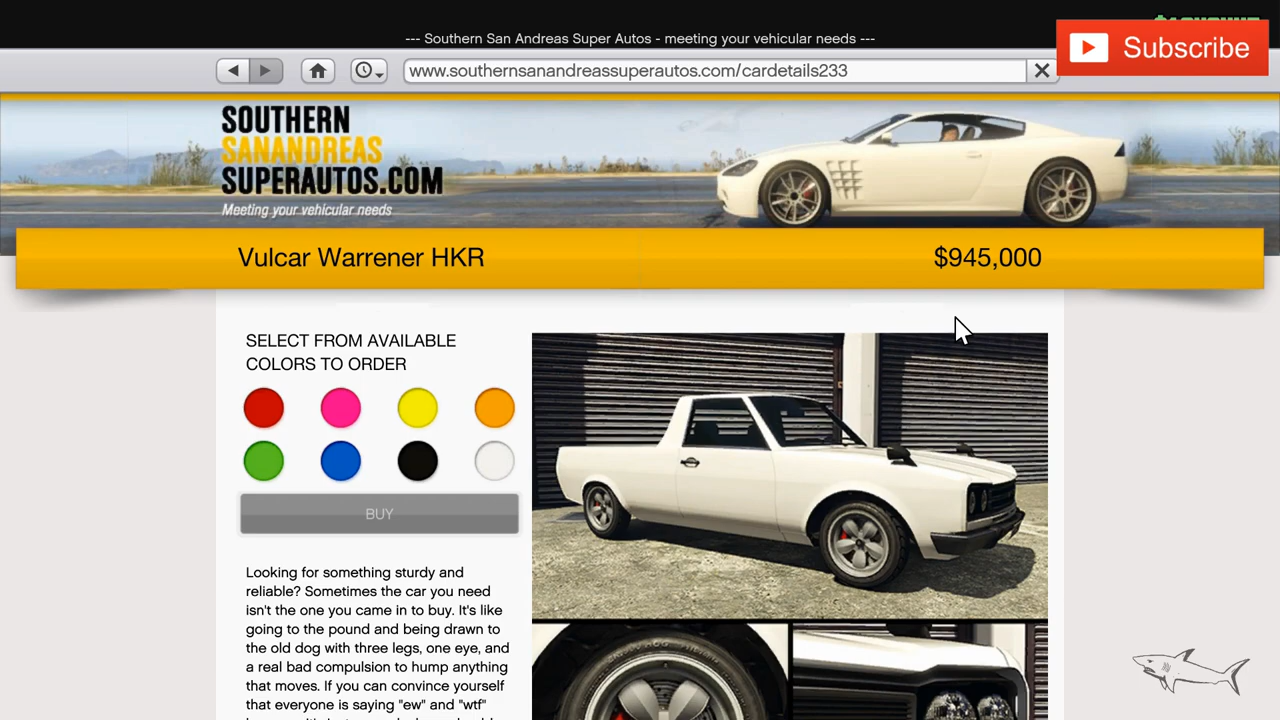 --- Southern San Andreas Super Autos - meeting your vehicular needs ---
Subscribe
www.southernsanandreassuperautos.com/cardetails233
SOUTHERN
SANANDREAS
SUPERAUTOS.COM
Meeting your vehicular needs
Vulcar Warrener HKR
$945,000
SELECT FROM AVAILABLE
COLORS TO ORDER
BUY
Looking for something sturdy and
reliable? Sometimes the car you need
isn't the one you came in to buy. It's like
going to the pound and being drawn to
the old dog with three legs, one eye, and
a real bad compulsion to hump anything
that moves. If you can convince yourself
that everyone is saying "ew" and "wtf"